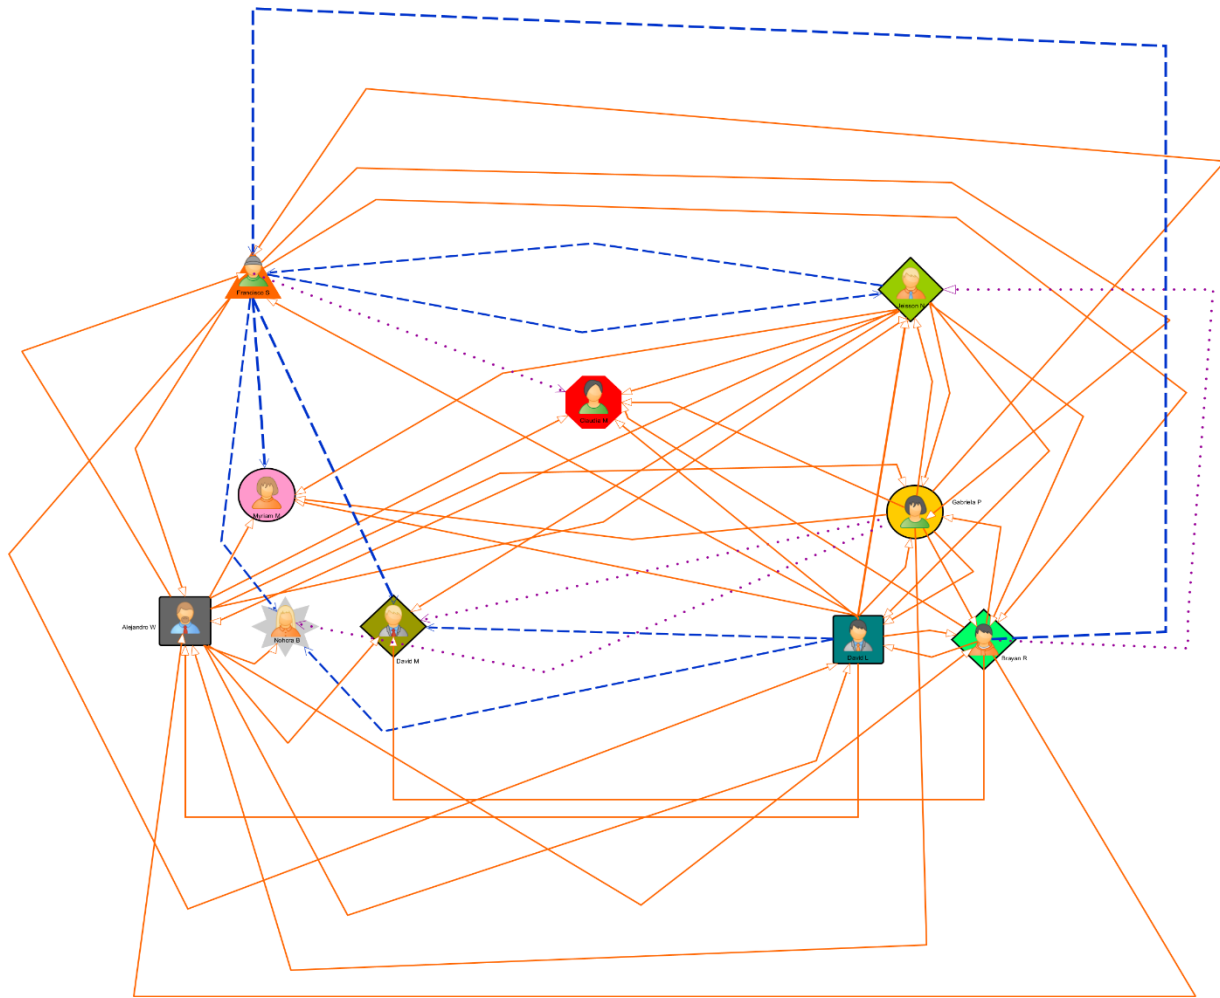 Francisco S
Jeisson N
Claudia M
Myriam M
Gabriela P
Alejandro W
Nohora B
David M
David L
Brayan R